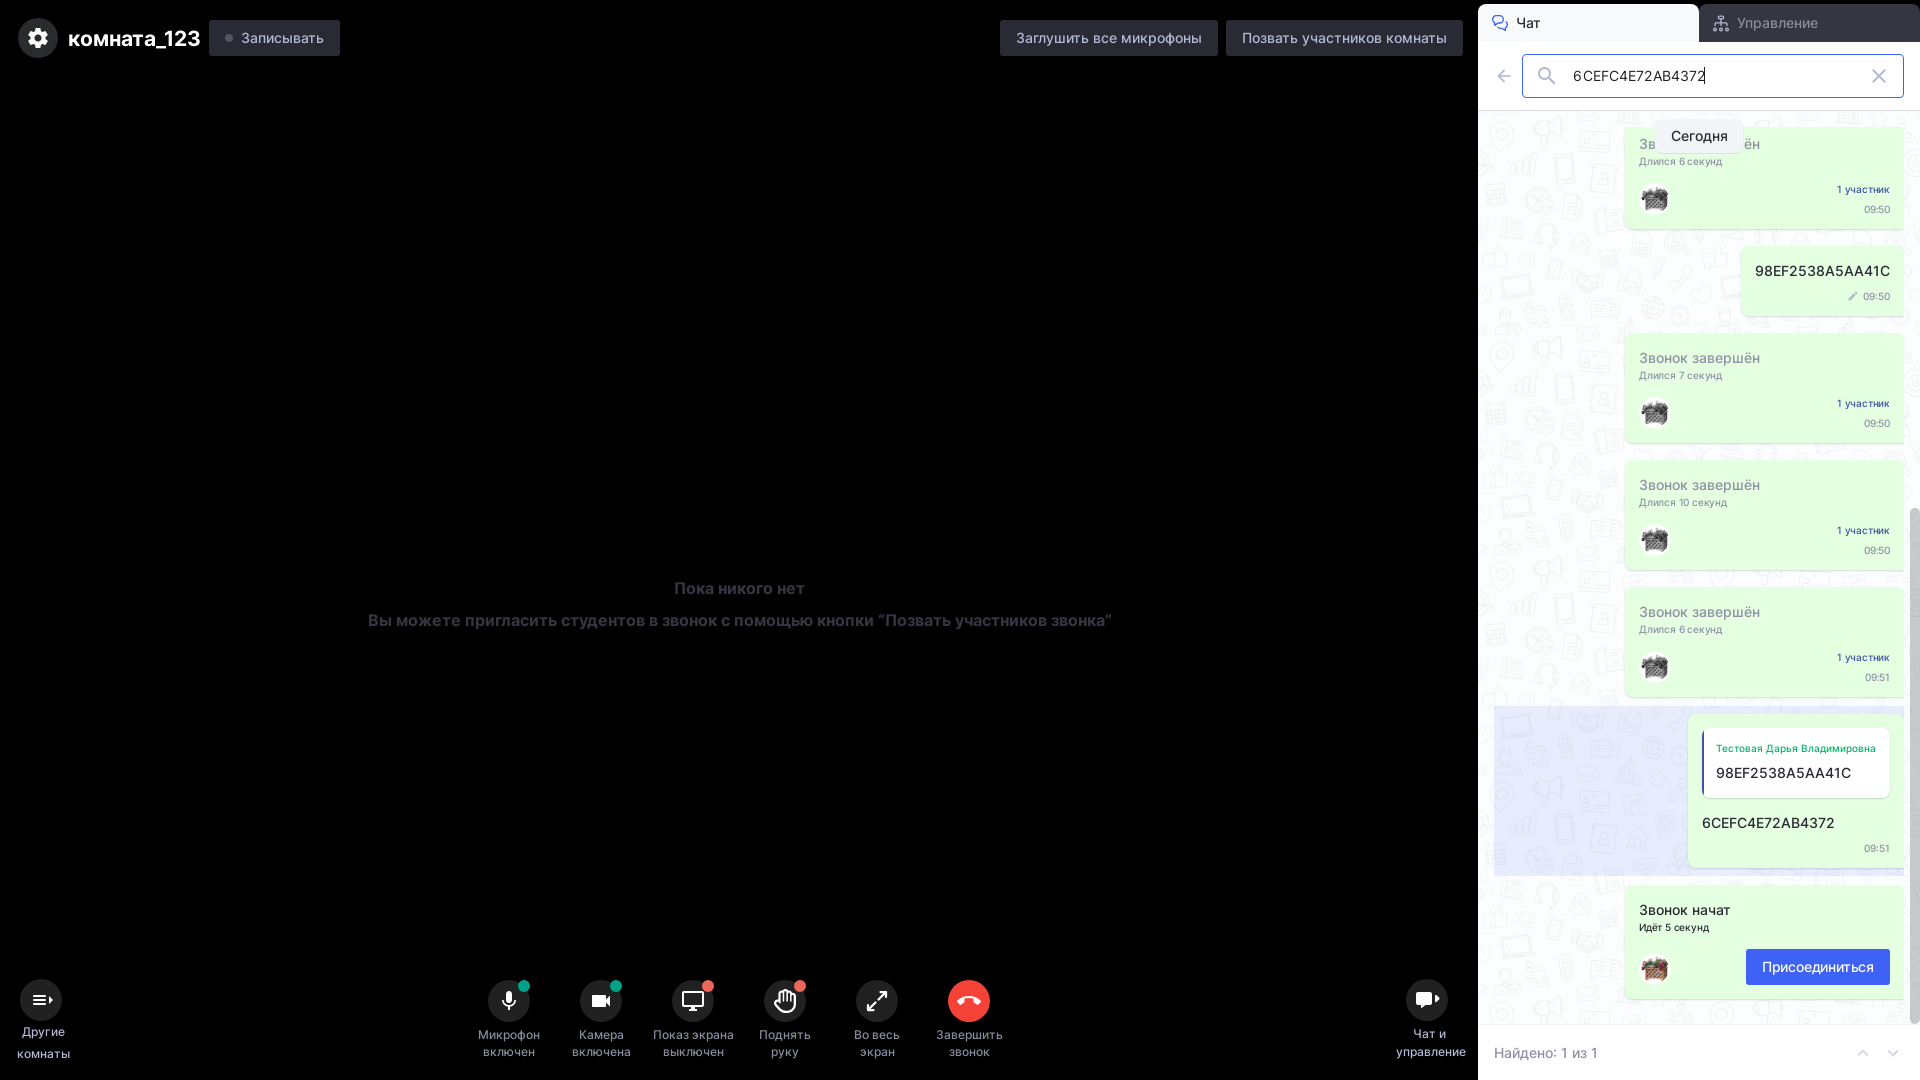 комната_123
Записывать
Заглушить все микрофоны
Позвать участников комнаты
Чат
Управление
6CEFC4E72AB4372
Сегодня
Длился 6 секунд
1 участник
09:50
98EF2538A5AA41C
09:50
Звонок завершён
Длился 7 секунд
1 участник
09:50
Звонок завершён
Длился 10 секунд
1 участник
09:50
Звонок завершён
Длился 6 секунд
1 участник
09:51
Тестовая Дарья Владимировна
98EF2538A5AA41C
6CEFC4E72AB4372
09:51
Звонок начат
Идёт 5 секунд
Присоединиться
Найдено: 1 из 1
Пока никого нет
Вы можете пригласить студентов в звонок с помощью кнопки “Позвать участников звонка”
Другие
комнаты
Микрофон
включен
Камера
включена
Показ экрана
выключен
Поднять
руку
Во весь
экран
Завершить
звонок
Чат и
управление